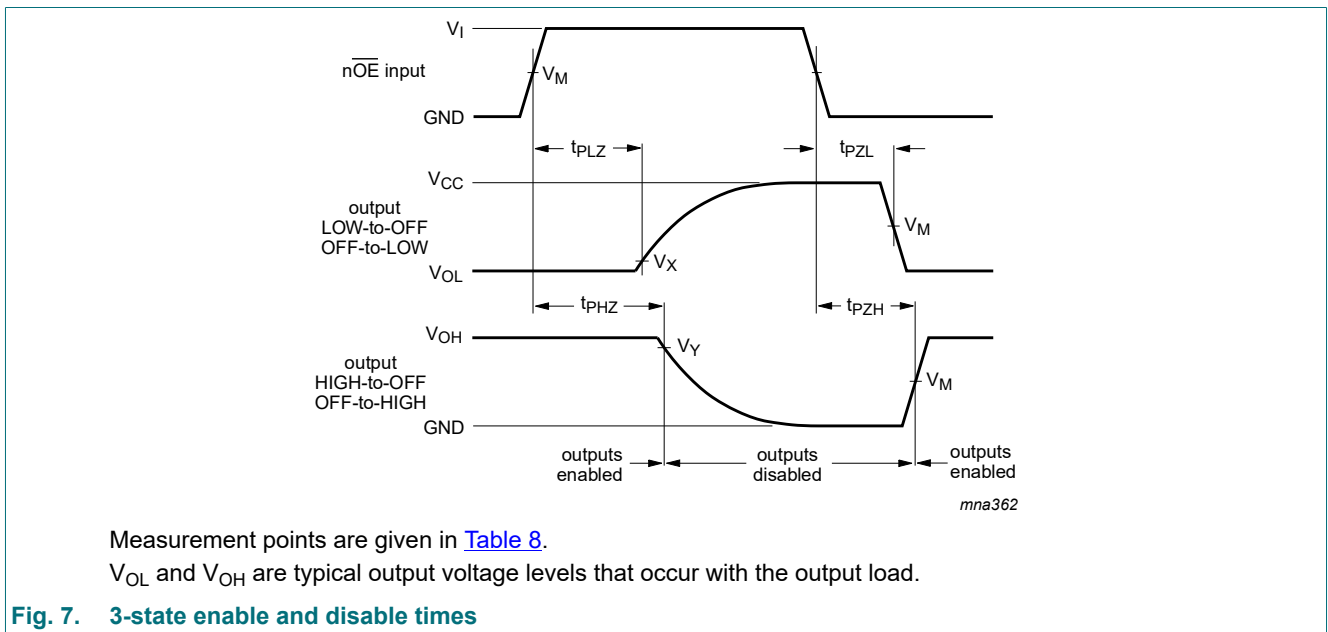 V_I
nO̅E̅ input
V_M
GND
t_PLZ
t_PZL
V_CC
output
LOW-to-OFF
OFF-to-LOW
V_M
V_X
V_OL
t_PHZ
t_PZH
V_OH
V_Y
output
HIGH-to-OFF
OFF-to-HIGH
V_M
GND
outputs
enabled
outputs
disabled
outputs
enabled
mna362
Measurement points are given in Table 8.
V_OL and V_OH are typical output voltage levels that occur with the output load.
Fig. 7. 3-state enable and disable times